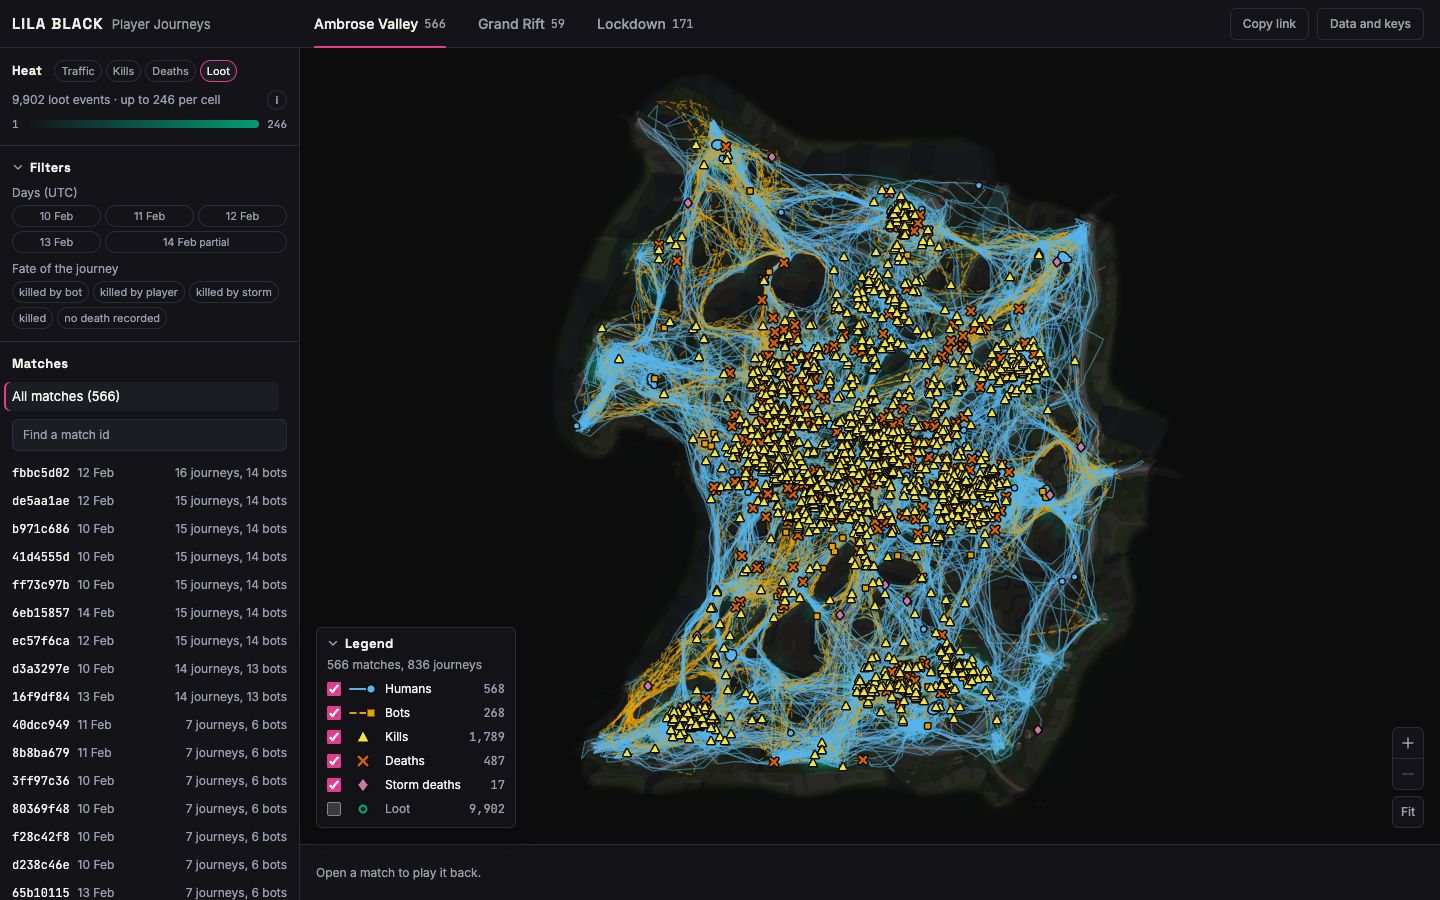 LILA BLACK Player Journeys
Ambrose Valley 566 Grand Rift 59 Lockdown 171
Copy link Data and keys
Heat Traffic Kills Deaths Loot
9,902 loot events · up to 246 per cell i
1 246
Filters
Days (UTC)
10 Feb 11 Feb 12 Feb
13 Feb 14 Feb partial
Fate of the journey
killed by bot killed by player killed by storm
killed no death recorded
Matches
All matches (566)
Find a match id
fbbc5d02 12 Feb 16 journeys, 14 bots
de5aa1ae 12 Feb 15 journeys, 14 bots
b971c686 10 Feb 15 journeys, 14 bots
41d4555d 10 Feb 15 journeys, 14 bots
ff73c97b 10 Feb 15 journeys, 14 bots
6eb15857 14 Feb 15 journeys, 14 bots
ec57f6ca 12 Feb 15 journeys, 14 bots
d3a3297e 10 Feb 14 journeys, 13 bots
16f9df84 13 Feb 14 journeys, 13 bots
40dcc949 11 Feb 7 journeys, 6 bots
8b8ba679 11 Feb 7 journeys, 6 bots
3ff97c36 10 Feb 7 journeys, 6 bots
80369f48 10 Feb 7 journeys, 6 bots
f28c42f8 10 Feb 7 journeys, 6 bots
d238c46e 10 Feb 7 journeys, 6 bots
65b10115 13 Feb 7 journeys, 6 bots
Legend
566 matches, 836 journeys
Humans 568
Bots 268
Kills 1,789
Deaths 487
Storm deaths 17
Loot 9,902
+
−
Fit
Open a match to play it back.